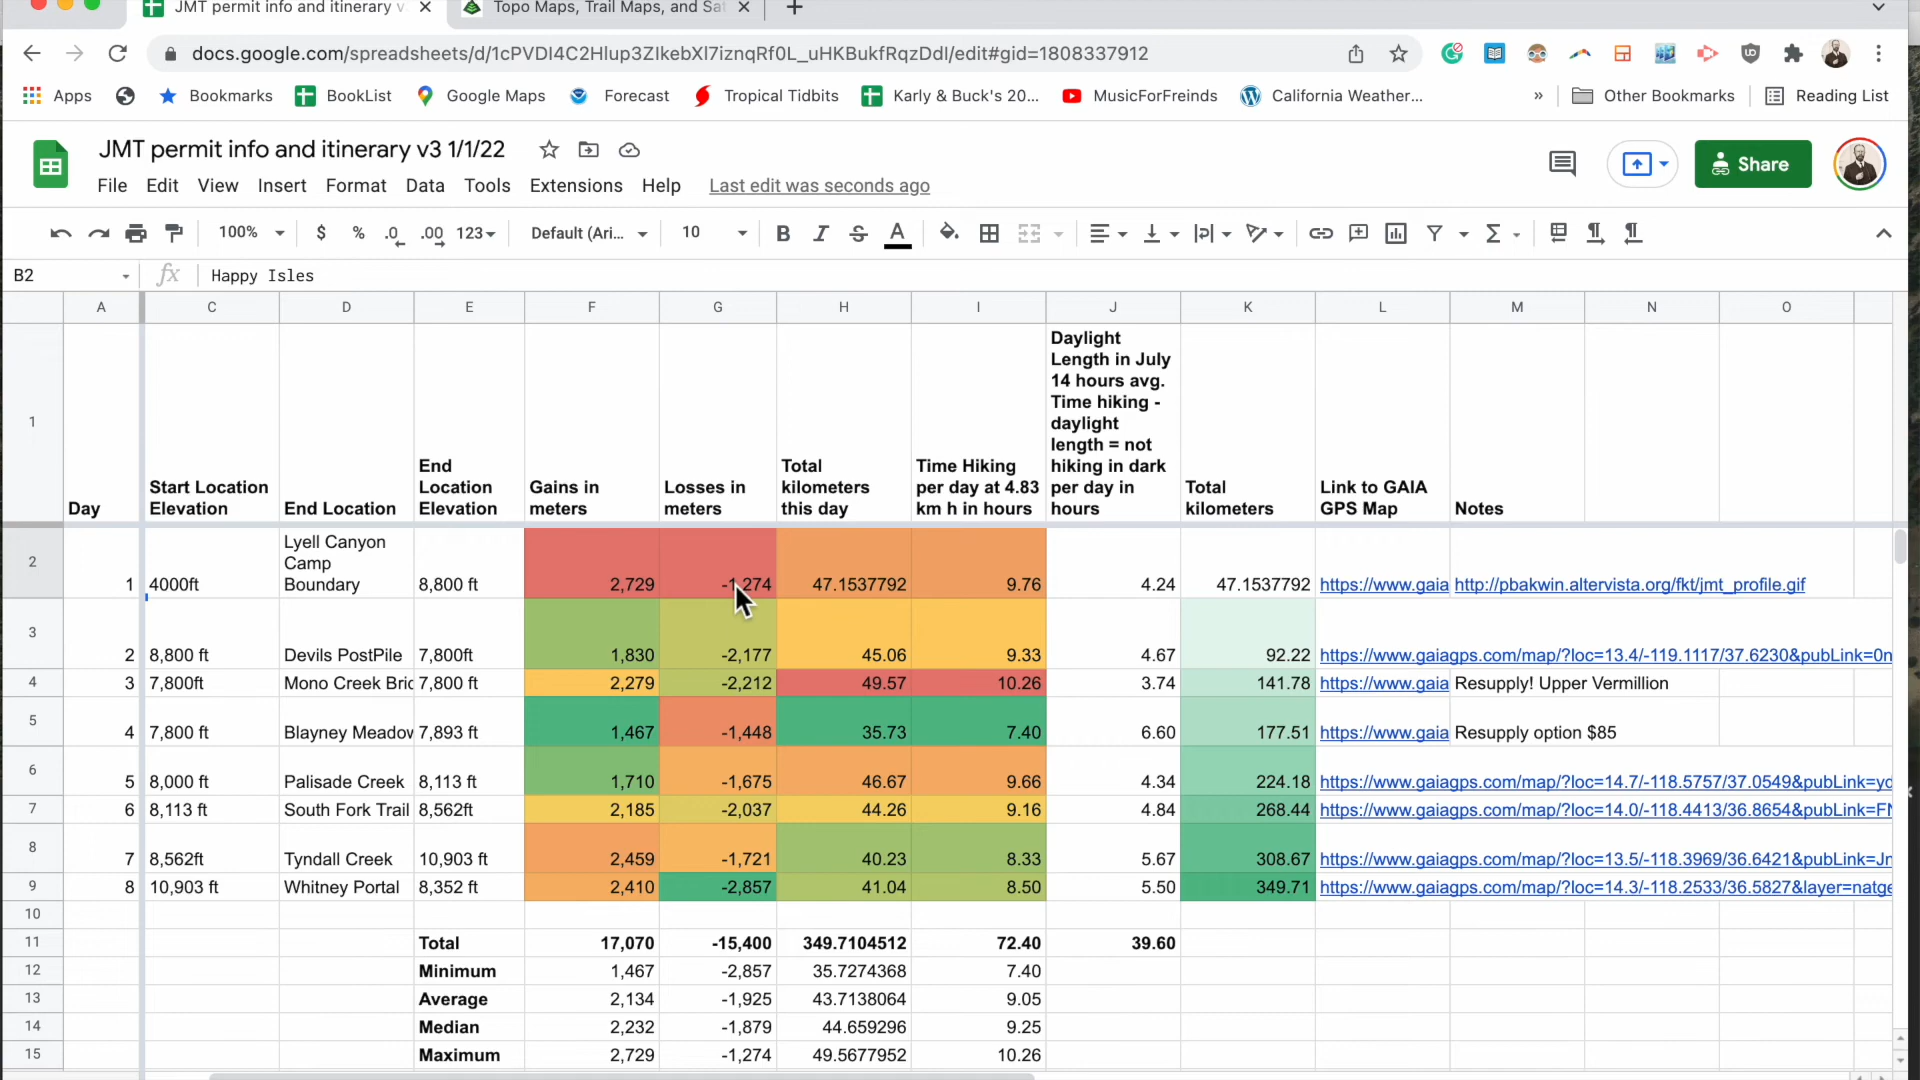 JMT permit info and itinerary v
Topo Maps, Trail Maps, and Sat
docs.google.com/spreadsheets/d/1cPVDI4C2Hlup3ZIkebXl7iznqRf0L_uHKBukfRqzDdI/edit#gid=1808337912
Apps Bookmarks BookList Google Maps Forecast Tropical Tidbits Karly & Buck's 20... MusicForFreinds California Weather... » Other Bookmarks Reading List
JMT permit info and itinerary v3 1/1/22
Share
File Edit View Insert Format Data Tools Extensions Help Last edit was seconds ago
100% $ % .0 .00 123 Default (Ari... 10 B I S A
B2 fx Happy Isles
A C D E F G H I J K L M N O
1
Day
Start Location
Elevation
End Location
End
Location
Elevation
Gains in
meters
Losses in
meters
Total
kilometers
this day
Time Hiking
per day at 4.83
km h in hours
Daylight
Length in July
14 hours avg.
Time hiking -
daylight
length = not
hiking in dark
per day in
hours
Total
kilometers
Link to GAIA
GPS Map
Notes
2
1 4000ft
Lyell Canyon
Camp
Boundary
8,800 ft 2,729 -1,274 47.1537792 9.76 4.24 47.1537792 https://www.gaia http://pbakwin.altervista.org/fkt/jmt_profile.gif
3
2 8,800 ft Devils PostPile 7,800ft 1,830 -2,177 45.06 9.33 4.67 92.22 https://www.gaiagps.com/map/?loc=13.4/-119.1117/37.6230&pubLink=0n
4 3 7,800ft Mono Creek Bric 7,800 ft 2,279 -2,212 49.57 10.26 3.74 141.78 https://www.gaia Resupply! Upper Vermillion
5
4 7,800 ft Blayney Meadow 7,893 ft 1,467 -1,448 35.73 7.40 6.60 177.51 https://www.gaia Resupply option $85
6
5 8,000 ft Palisade Creek 8,113 ft 1,710 -1,675 46.67 9.66 4.34 224.18 https://www.gaiagps.com/map/?loc=14.7/-118.5757/37.0549&pubLink=yc
7 6 8,113 ft South Fork Trail 8,562ft 2,185 -2,037 44.26 9.16 4.84 268.44 https://www.gaiagps.com/map/?loc=14.0/-118.4413/36.8654&pubLink=FN
8
7 8,562ft Tyndall Creek 10,903 ft 2,459 -1,721 40.23 8.33 5.67 308.67 https://www.gaiagps.com/map/?loc=13.5/-118.3969/36.6421&pubLink=Jr
9 8 10,903 ft Whitney Portal 8,352 ft 2,410 -2,857 41.04 8.50 5.50 349.71 https://www.gaiagps.com/map/?loc=14.3/-118.2533/36.5827&layer=natge
10
11 Total 17,070 -15,400 349.7104512 72.40 39.60
12 Minimum 1,467 -2,857 35.7274368 7.40
13 Average 2,134 -1,925 43.7138064 9.05
14 Median 2,232 -1,879 44.659296 9.25
15 Maximum 2,729 -1,274 49.5677952 10.26